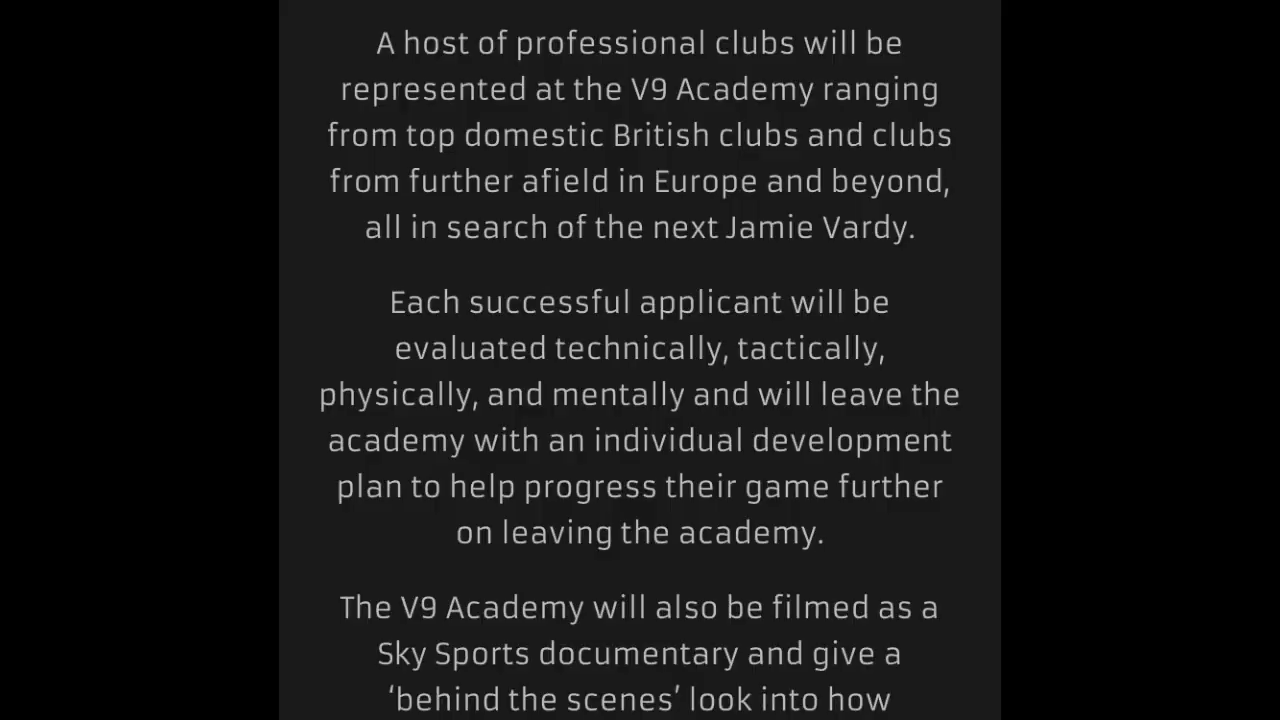 A host of professional clubs will be
represented at the V9 Academy ranging
from top domestic British clubs and clubs
from further afield in Europe and beyond,
all in search of the next Jamie Vardy.
Each successful applicant will be
evaluated technically, tactically,
physically, and mentally and will leave the
academy with an individual development
plan to help progress their game further
on leaving the academy.
The V9 Academy will also be filmed as a
Sky Sports documentary and give a
‘behind the scenes’ look into how